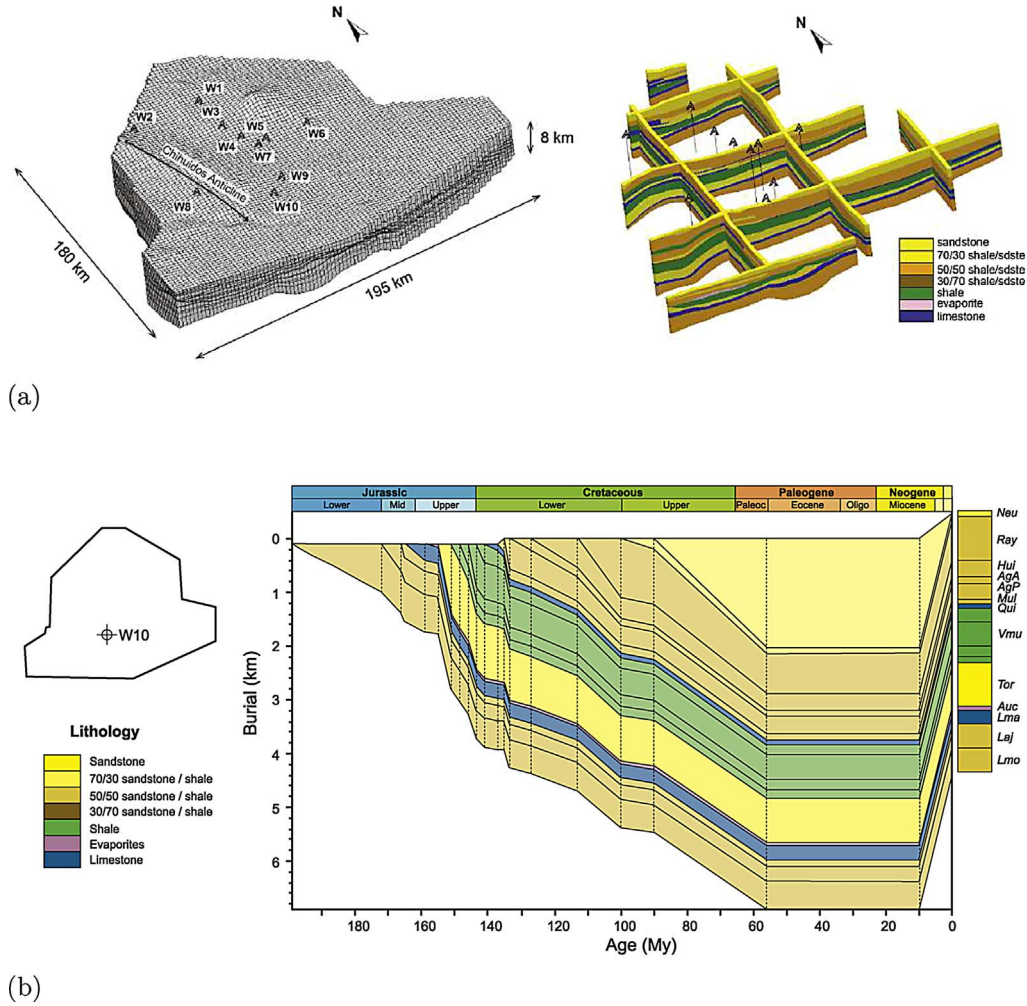 N
W1
W3
W2
W5
W6
W4
W7
Chihuidos Anticline
W9
W8
W10
8 km
180 km
195 km
N
sandstone
70/30 shale/sdste
50/50 shale/sdste
30/70 shale/sdste
shale
evaporite
limestone
(a)
Jurassic Cretaceous Paleogene Neogene
Lower Mid Upper Lower Upper Paleoc Eocene Oligo Miocene
0
1
2
3
4
5
6
Burial (km)
180 160 140 120 100 80 60 40 20 0
Age (My)
Neu
Ray
Hui
AgA
AgP
Mul
Qui
Vmu
Tor
Auc
Lma
Laj
Lmo
W10
Lithology
Sandstone
70/30 sandstone / shale
50/50 sandstone / shale
30/70 sandstone / shale
Shale
Evaporites
Limestone
(b)